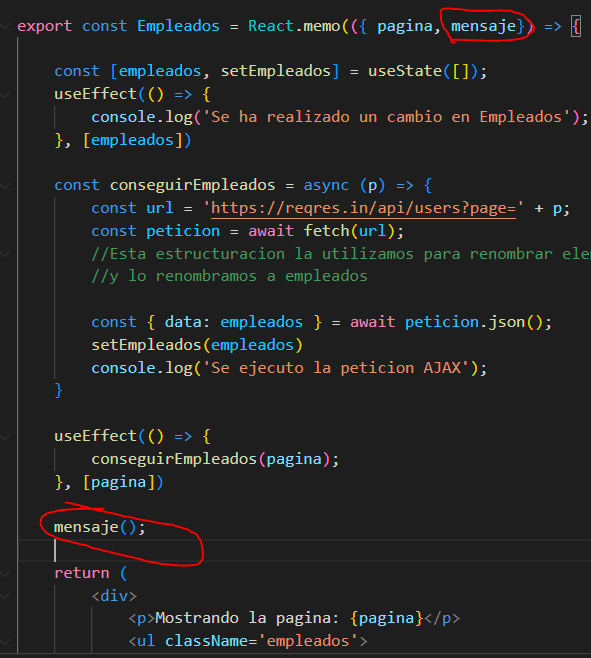 export const Empleados = React.memo(({ pagina, mensaje}) => {
const [empleados, setEmpleados] = useState([]);
useEffect(() => {
console.log('Se ha realizado un cambio en Empleados');
}, [empleados])
const conseguirEmpleados = async (p) => {
const url = 'https://reqres.in/api/users?page=' + p;
const peticion = await fetch(url);
//Esta estructuracion la utilizamos para renombrar
//y lo renombramos a empleados
const { data: empleados } = await peticion.json();
setEmpleados(empleados)
console.log('Se ejecuto la peticion AJAX');
}
useEffect(() => {
conseguirEmpleados(pagina);
}, [pagina])
mensaje();
return (
<div>
<p>Mostrando la pagina: {pagina}</p>
<ul className='empleados'>